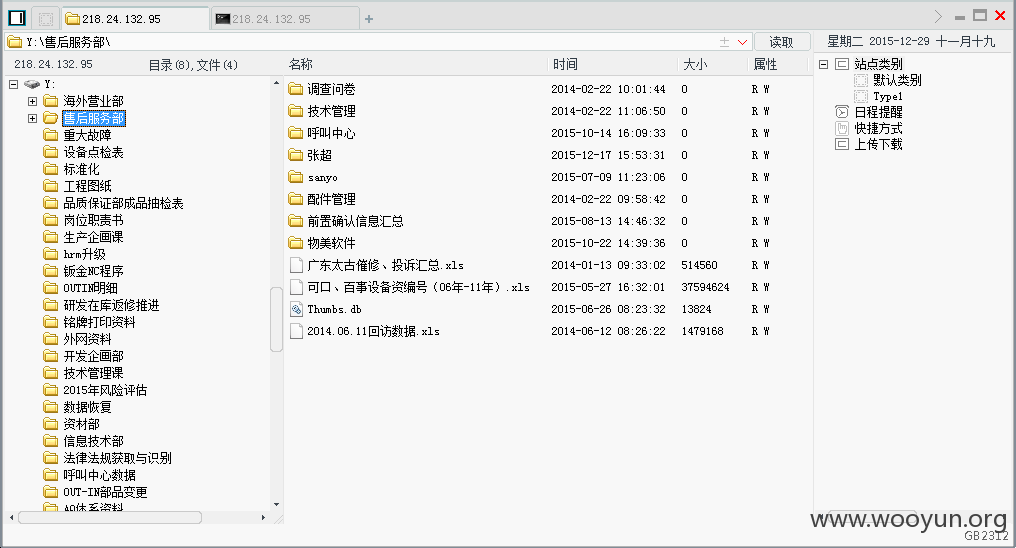 218.24.132.95 218.24.132.95
Y:\售后服务部\ 读取 星期二 2015-12-29 十一月十九
218.24.132.95 目录(8),文件(4) 名称 时间 大小 属性
Y:
海外营业部
售后服务部
重大故障
设备点检表
标准化
工程图纸
品质保证部成品抽检表
岗位职责书
生产企画课
hrm升级
钣金NC程序
OUTIN明细
研发在库返修推进
铭牌打印资料
外网资料
开发企画部
技术管理课
2015年风险评估
数据恢复
资材部
信息技术部
法律法规获取与识别
呼叫中心数据
OUT-IN部品变更
AQ体系资料
调查问卷 2014-02-22 10:01:44 0 R W
技术管理 2014-02-22 11:06:50 0 R W
呼叫中心 2015-10-14 16:09:33 0 R W
张超 2015-12-17 15:53:31 0 R W
sanyo 2015-07-09 11:23:06 0 R W
配件管理 2014-02-22 09:58:42 0 R W
前置确认信息汇总 2015-08-13 14:46:32 0 R W
物美软件 2015-10-22 14:39:36 0 R W
广东太古催修、投诉汇总.xls 2014-01-13 09:33:02 514560 R W
可口、百事设备资编号（06年-11年）.xls 2015-05-27 16:32:01 37594624 R W
Thumbs.db 2015-06-26 08:23:32 13824 R W
2014.06.11回访数据.xls 2014-06-12 08:26:22 1479168 R W
站点类别
默认类别
Type1
日程提醒
快捷方式
上传下载
www.wooyun.org
GB2312